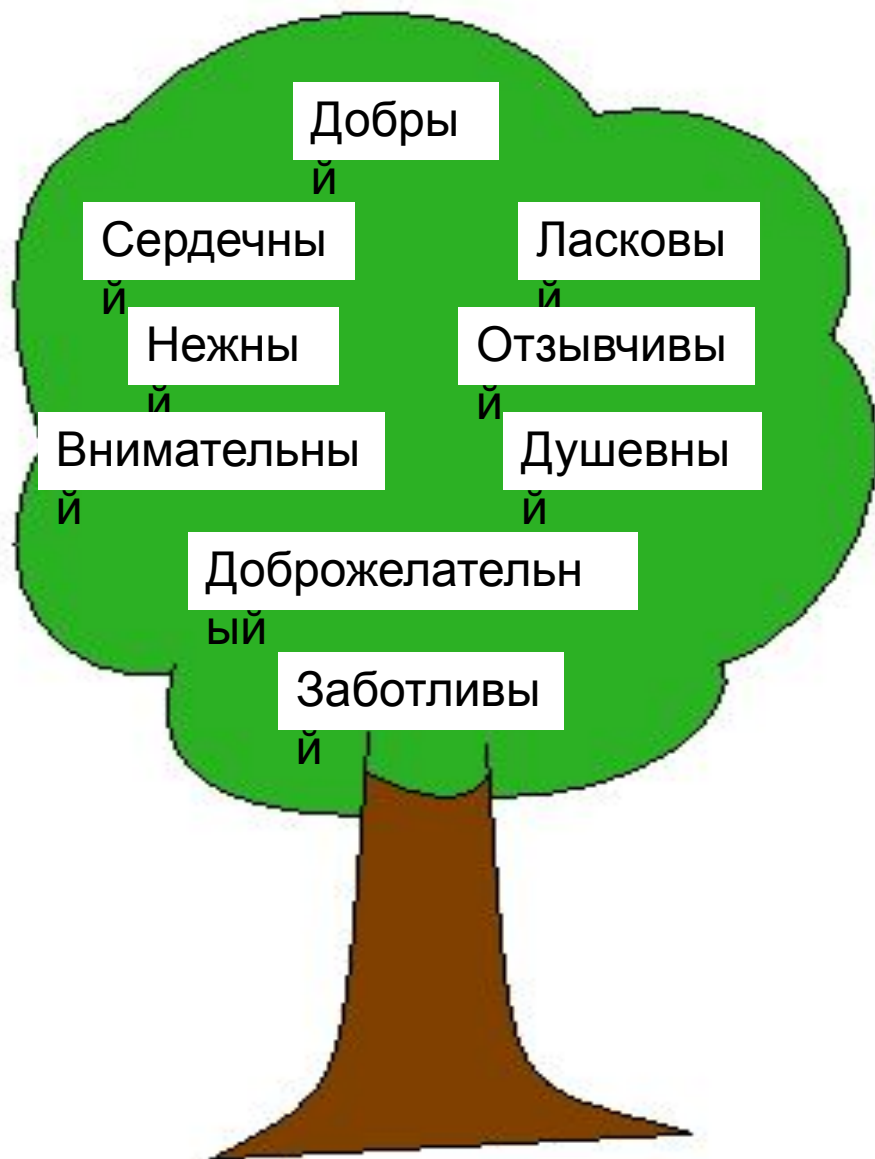 Добры
й
Сердечны
й
Ласковы
й
Нежны
й
Отзывчивы
й
Внимательны
й
Душевны
й
Доброжелательн
ый
Заботливы
й